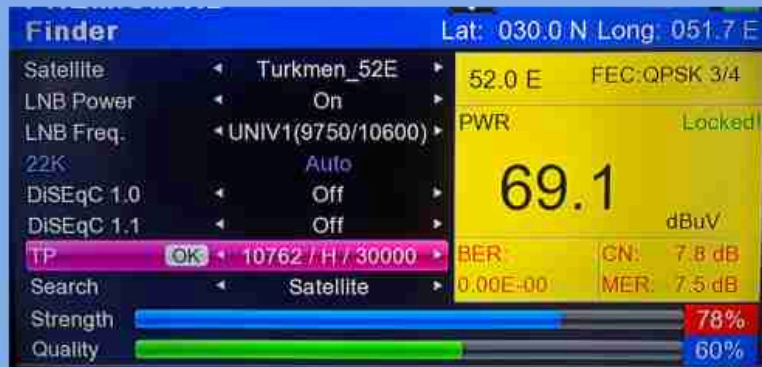 Finder
Lat: 030.0 N Long: 051.7 E
Satellite Turkmen_52E
LNB Power On
LNB Freq. UNIV1(9750/10600)
22K Auto
DiSEqC 1.0 Off
DiSEqC 1.1 Off
TP OK 10762 / H / 30000
Search Satellite
52.0 E FEC:QPSK 3/4
PWR Locked!
69.1
dBuV
BER: CN: 7.8 dB
0.00E-00 MER: 7.5 dB
Strength 78%
Quality 60%